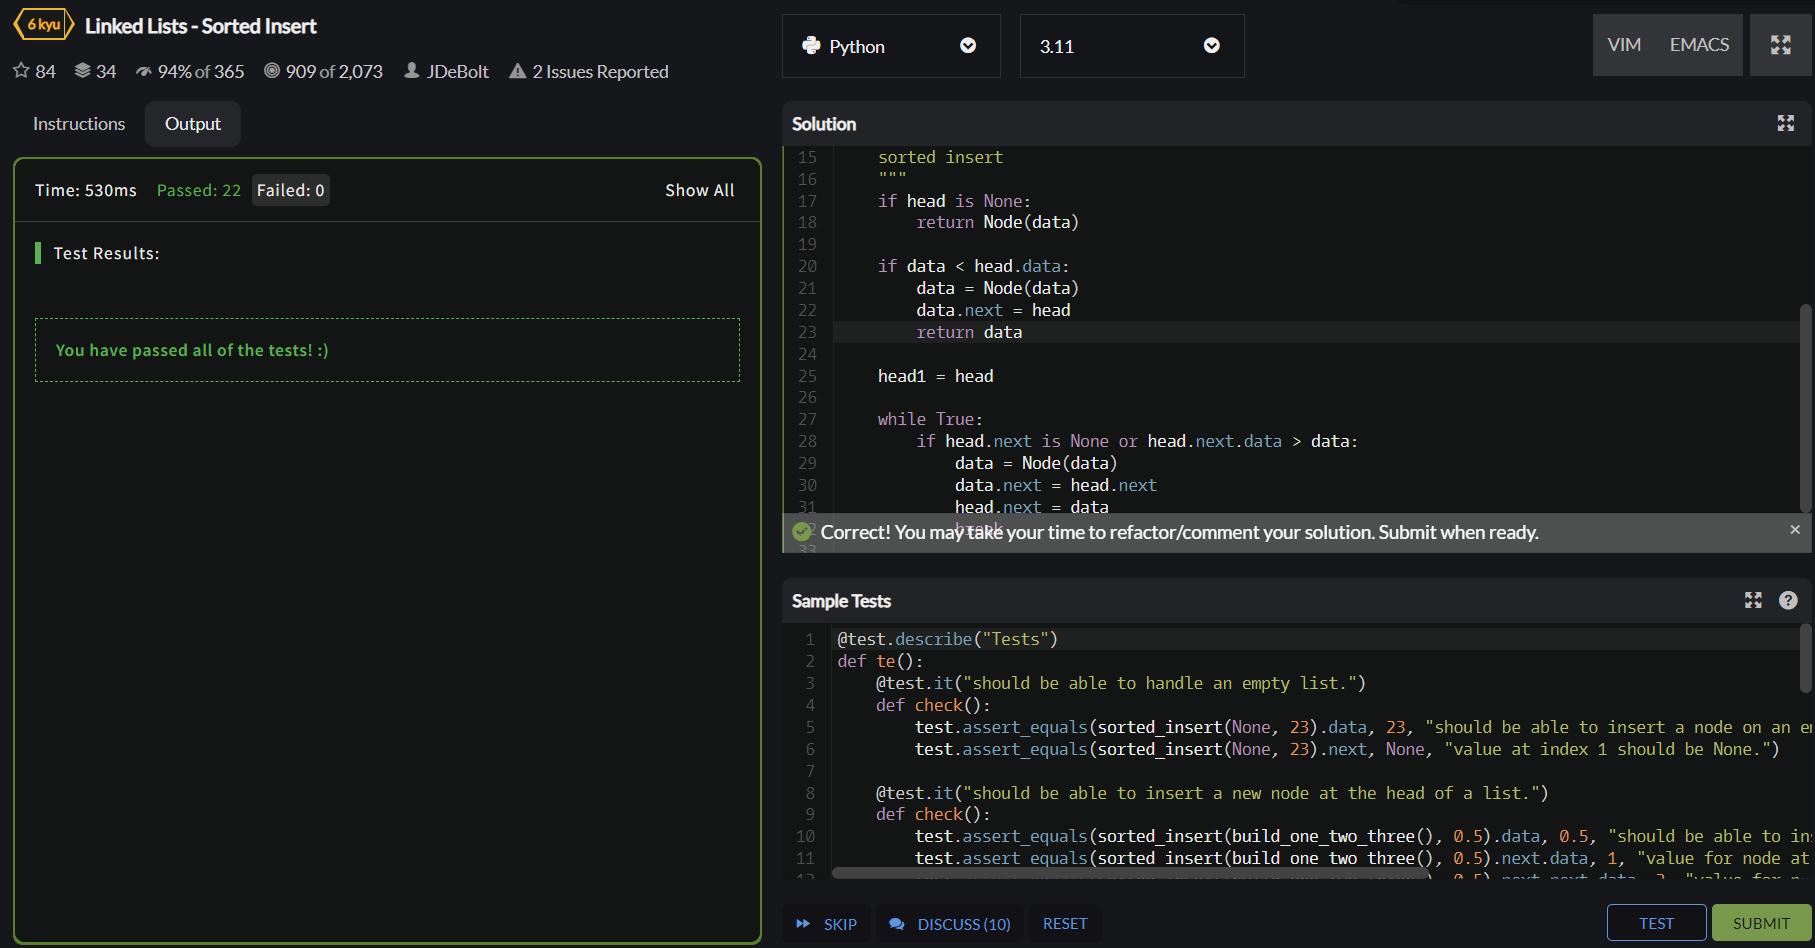 6 kyu Linked Lists - Sorted Insert
84 34 94% of 365 909 of 2,073 JDeBolt 2 Issues Reported
Instructions Output
Time: 530ms Passed: 22 Failed: 0 Show All
Test Results:
You have passed all of the tests! :)
Python 3.11 VIM EMACS
Solution
15 sorted insert
16 """
17 if head is None:
18 return Node(data)
19
20 if data < head.data:
21 data = Node(data)
22 data.next = head
23 return data
24
25 head1 = head
26
27 while True:
28 if head.next is None or head.next.data > data:
29 data = Node(data)
30 data.next = head.next
31 head.next = data
32 break
33
Correct! You may take your time to refactor/comment your solution. Submit when ready. ×
Sample Tests
1 @test.describe("Tests")
2 def te():
3 @test.it("should be able to handle an empty list.")
4 def check():
5 test.assert_equals(sorted_insert(None, 23).data, 23, "should be able to insert a node on an e
6 test.assert_equals(sorted_insert(None, 23).next, None, "value at index 1 should be None.")
7
8 @test.it("should be able to insert a new node at the head of a list.")
9 def check():
10 test.assert_equals(sorted_insert(build_one_two_three(), 0.5).data, 0.5, "should be able to in
11 test.assert_equals(sorted_insert(build_one_two_three(), 0.5).next.data, 1, "value for node at
12
SKIP DISCUSS (10) RESET TEST SUBMIT